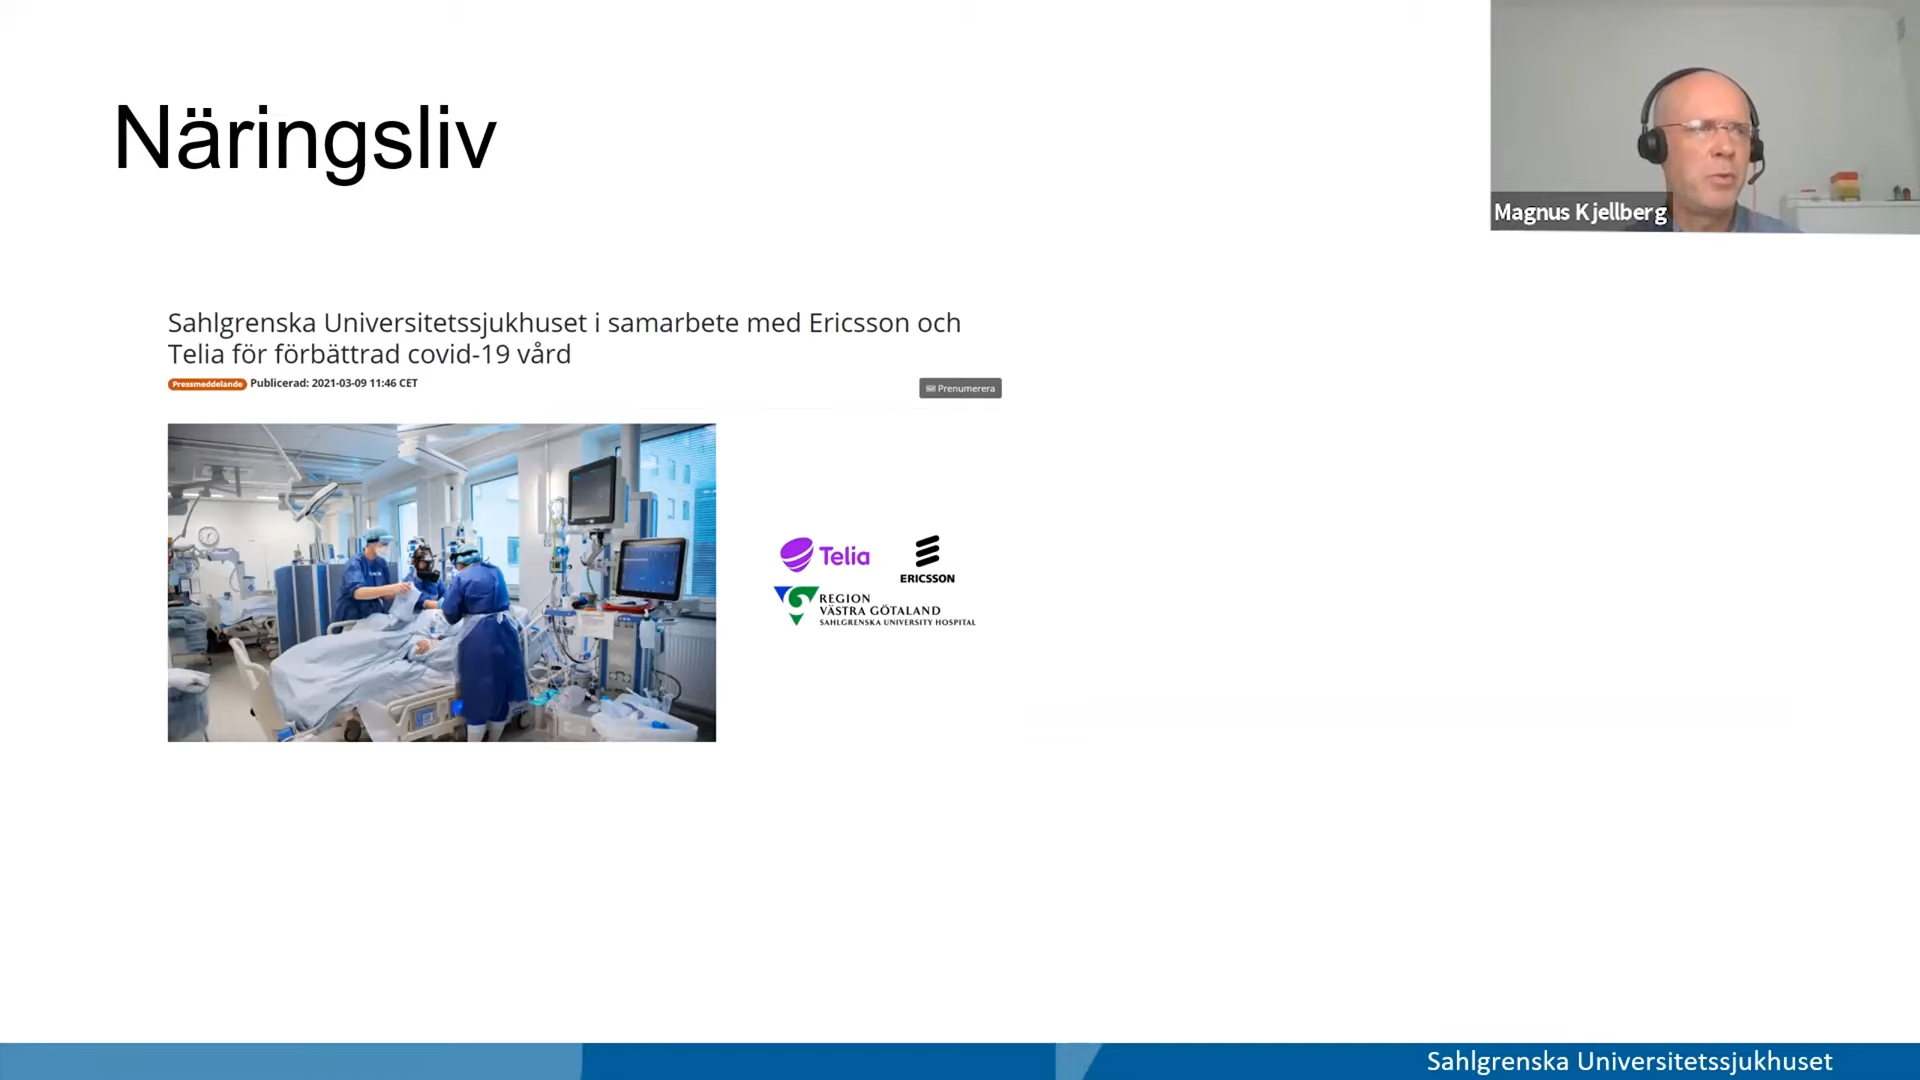 Näringsliv
Magnus Kjellberg
Sahlgrenska Universitetssjukhuset i samarbete med Ericsson och
Telia för förbättrad covid-19 vård
Pressmeddelande Publicerad: 2021-03-09 11:46 CET
Prenumerera
Telia
ERICSSON
REGION
VÄSTRA GÖTALAND
SAHLGRENSKA UNIVERSITY HOSPITAL
Sahlgrenska Universitetssjukhuset